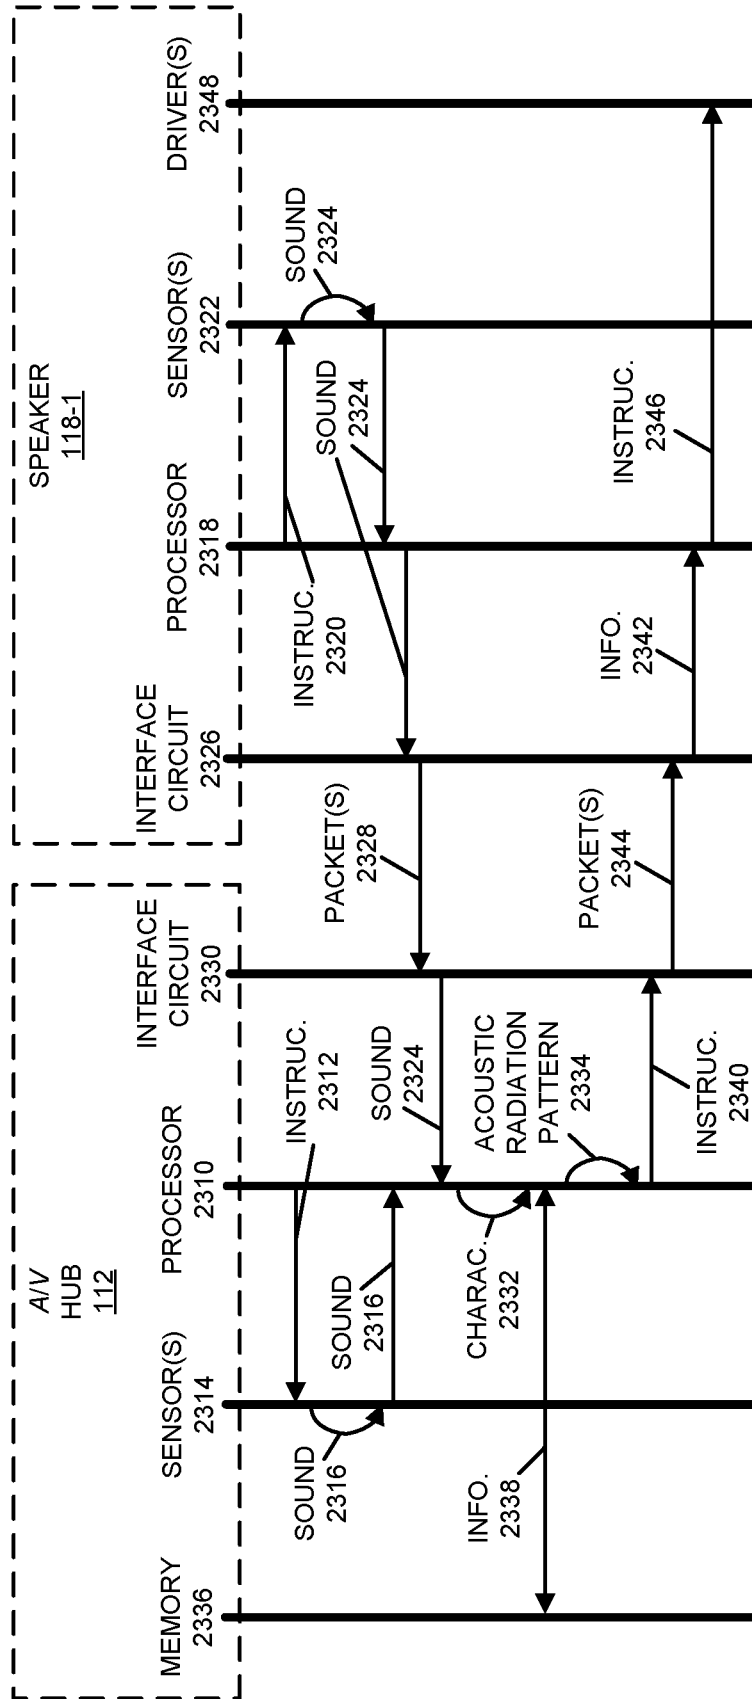 A/V
HUB
112
SPEAKER
118-1
MEMORY
2336
SENSOR(S)
2314
PROCESSOR
2310
INTERFACE
CIRCUIT
2330
INTERFACE
CIRCUIT
2326
PROCESSOR
2318
SENSOR(S)
2322
DRIVER(S)
2348
SOUND
2316
INSTRUC.
2312
SOUND
2316
INSTRUC.
2320
SOUND
2324
SOUND
2324
PACKET(S)
2328
SOUND
2324
CHARAC.
2332
INFO.
2338
ACOUSTIC
RADIATION
PATTERN
2334
INSTRUC.
2340
PACKET(S)
2344
INFO.
2342
INSTRUC.
2346